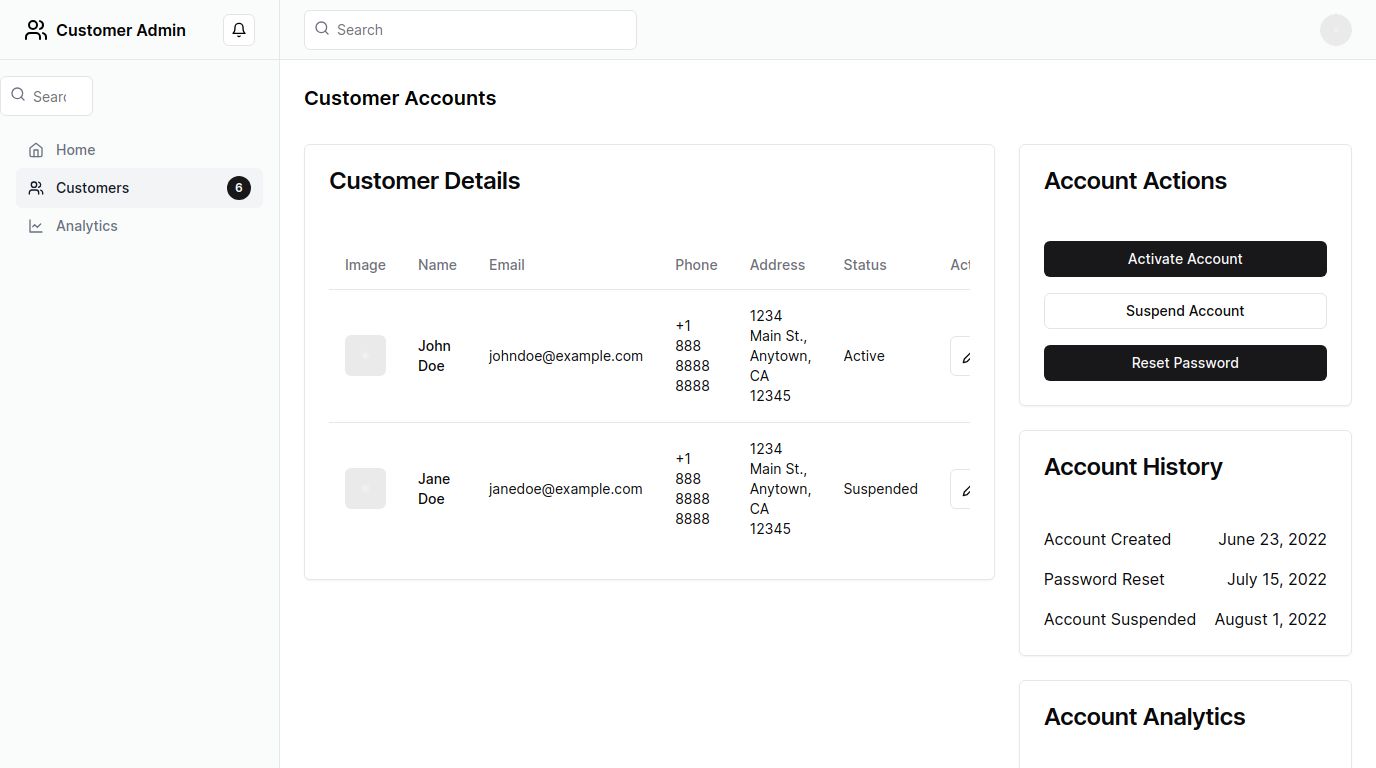 Customer Admin
Search
Searc
Home
Customers 6
Analytics
Customer Accounts
Customer Details
Image Name Email Phone Address Status Act
John
Doe
johndoe@example.com
+1
888
8888
8888
1234
Main St.,
Anytown,
CA
12345
Active
Jane
Doe
janedoe@example.com
+1
888
8888
8888
1234
Main St.,
Anytown,
CA
12345
Suspended
Account Actions
Activate Account
Suspend Account
Reset Password
Account History
Account Created June 23, 2022
Password Reset July 15, 2022
Account Suspended August 1, 2022
Account Analytics